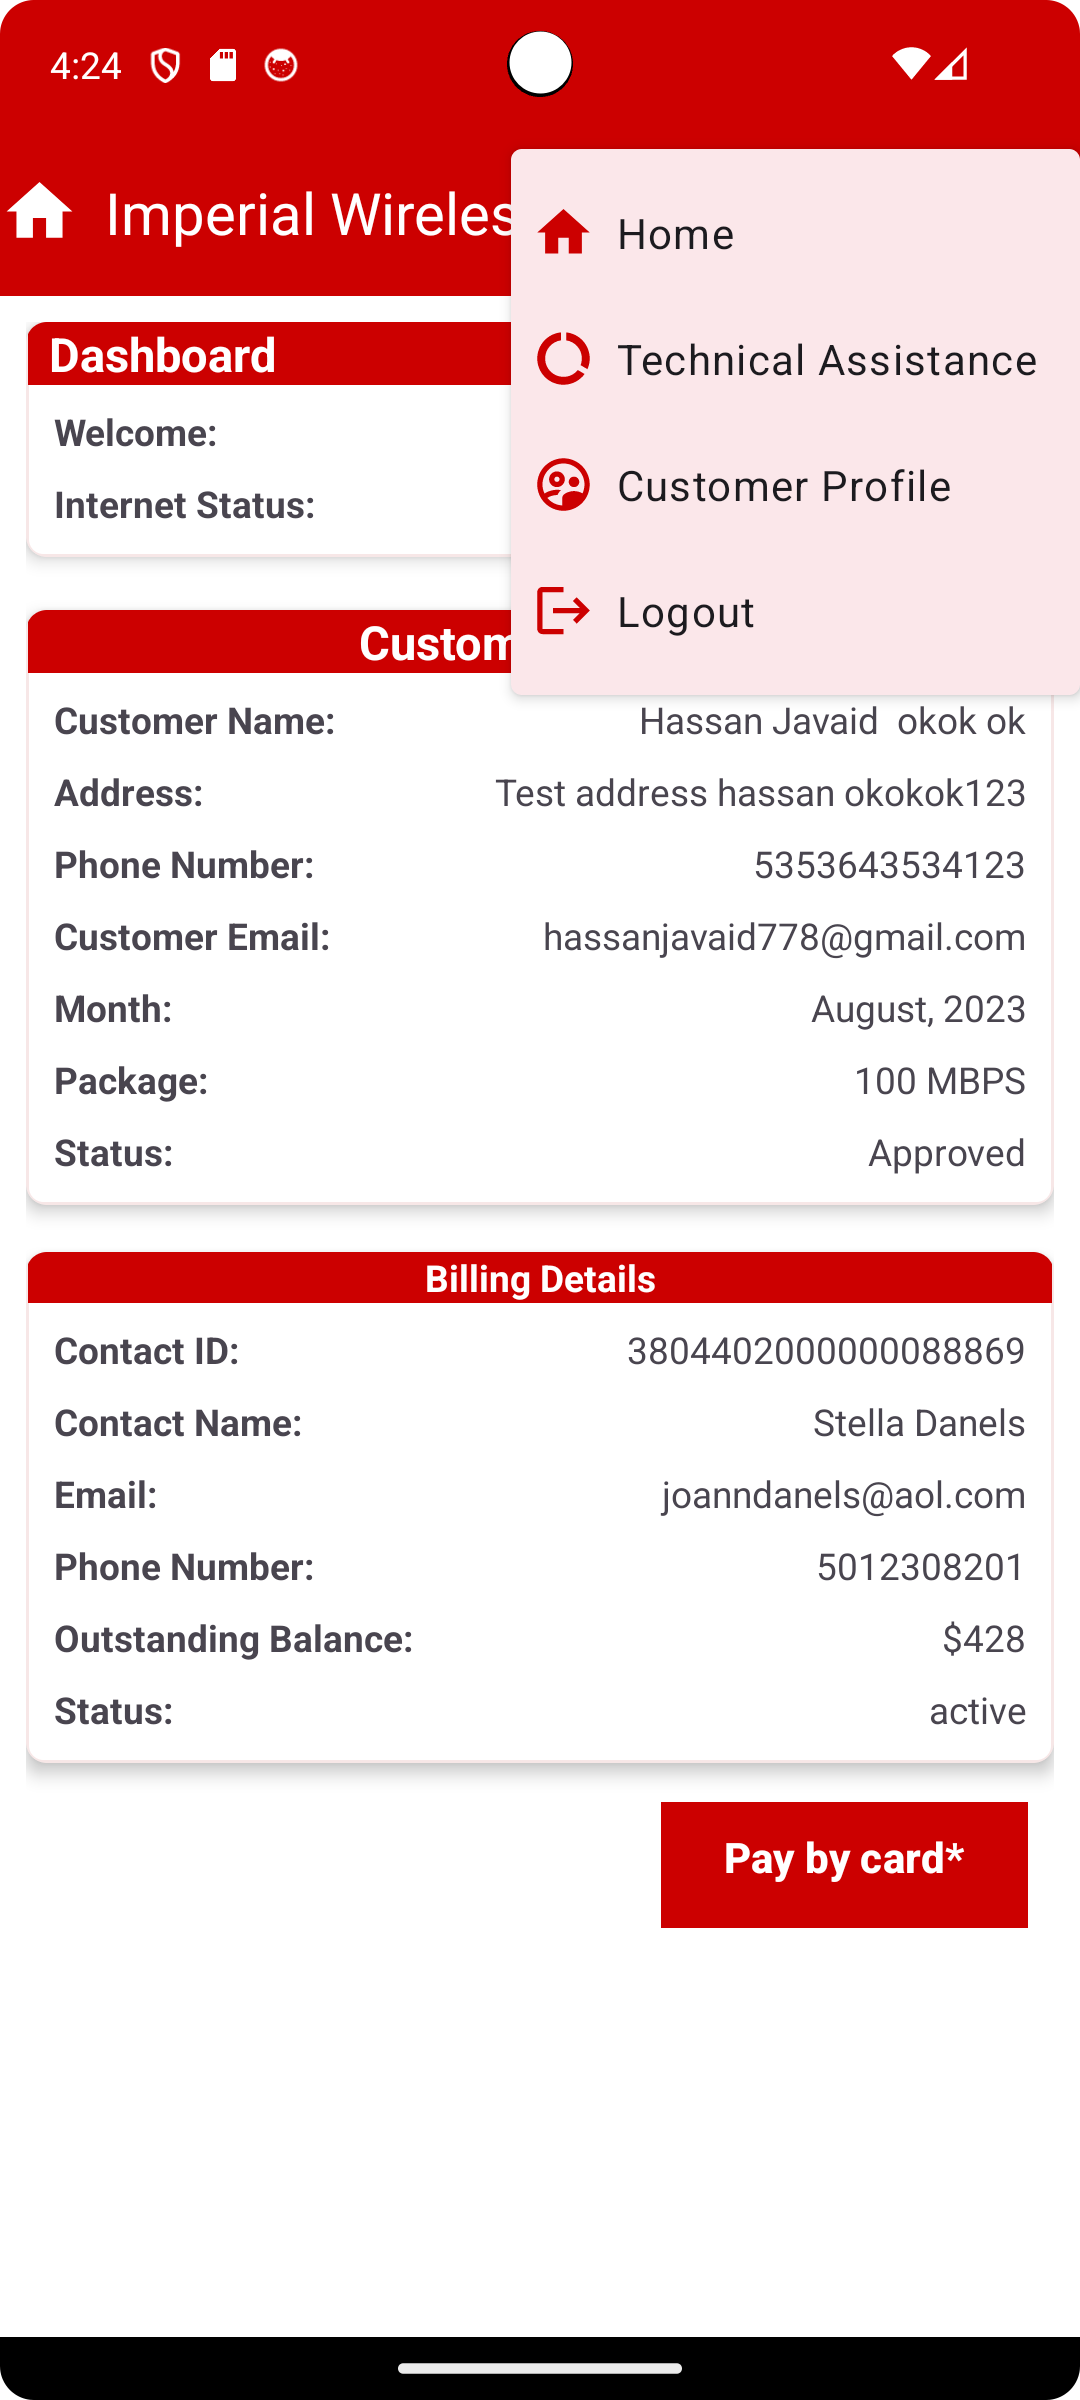 4:24
Imperial Wireles
Home
Technical Assistance
Customer Profile
Logout
Dashboard
Welcome:
Internet Status:
Custom
Customer Name: Hassan Javaid  okok ok
Address: Test address hassan okokok123
Phone Number: 5353643534123
Customer Email: hassanjavaid778@gmail.com
Month: August, 2023
Package: 100 MBPS
Status: Approved
Billing Details
Contact ID: 3804402000000088869
Contact Name: Stella Danels
Email: joanndanels@aol.com
Phone Number: 5012308201
Outstanding Balance: $428
Status: active
Pay by card*